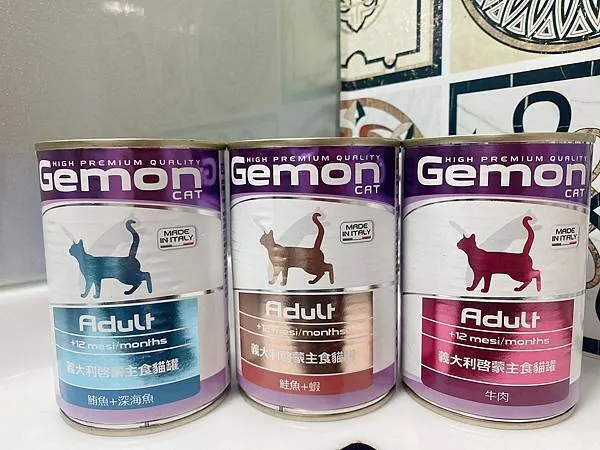 HIGH PREMIUM QUALITY
Gemon
CAT
MADE
IN ITALY
Adult
+12 mesi/months
義大利啓蒙主食貓罐
鮪魚+深海魚
HIGH PREMIUM QUALITY
Gemon
CAT
MADE
IN ITALY
Adult
+12 mesi/months
義大利啓蒙主食貓罐
鮭魚+蝦
HIGH PREMIUM QUALITY
Gemon
CAT
MADE
IN ITALY
Adult
+12 mesi/months
義大利啓蒙主食貓罐
牛肉